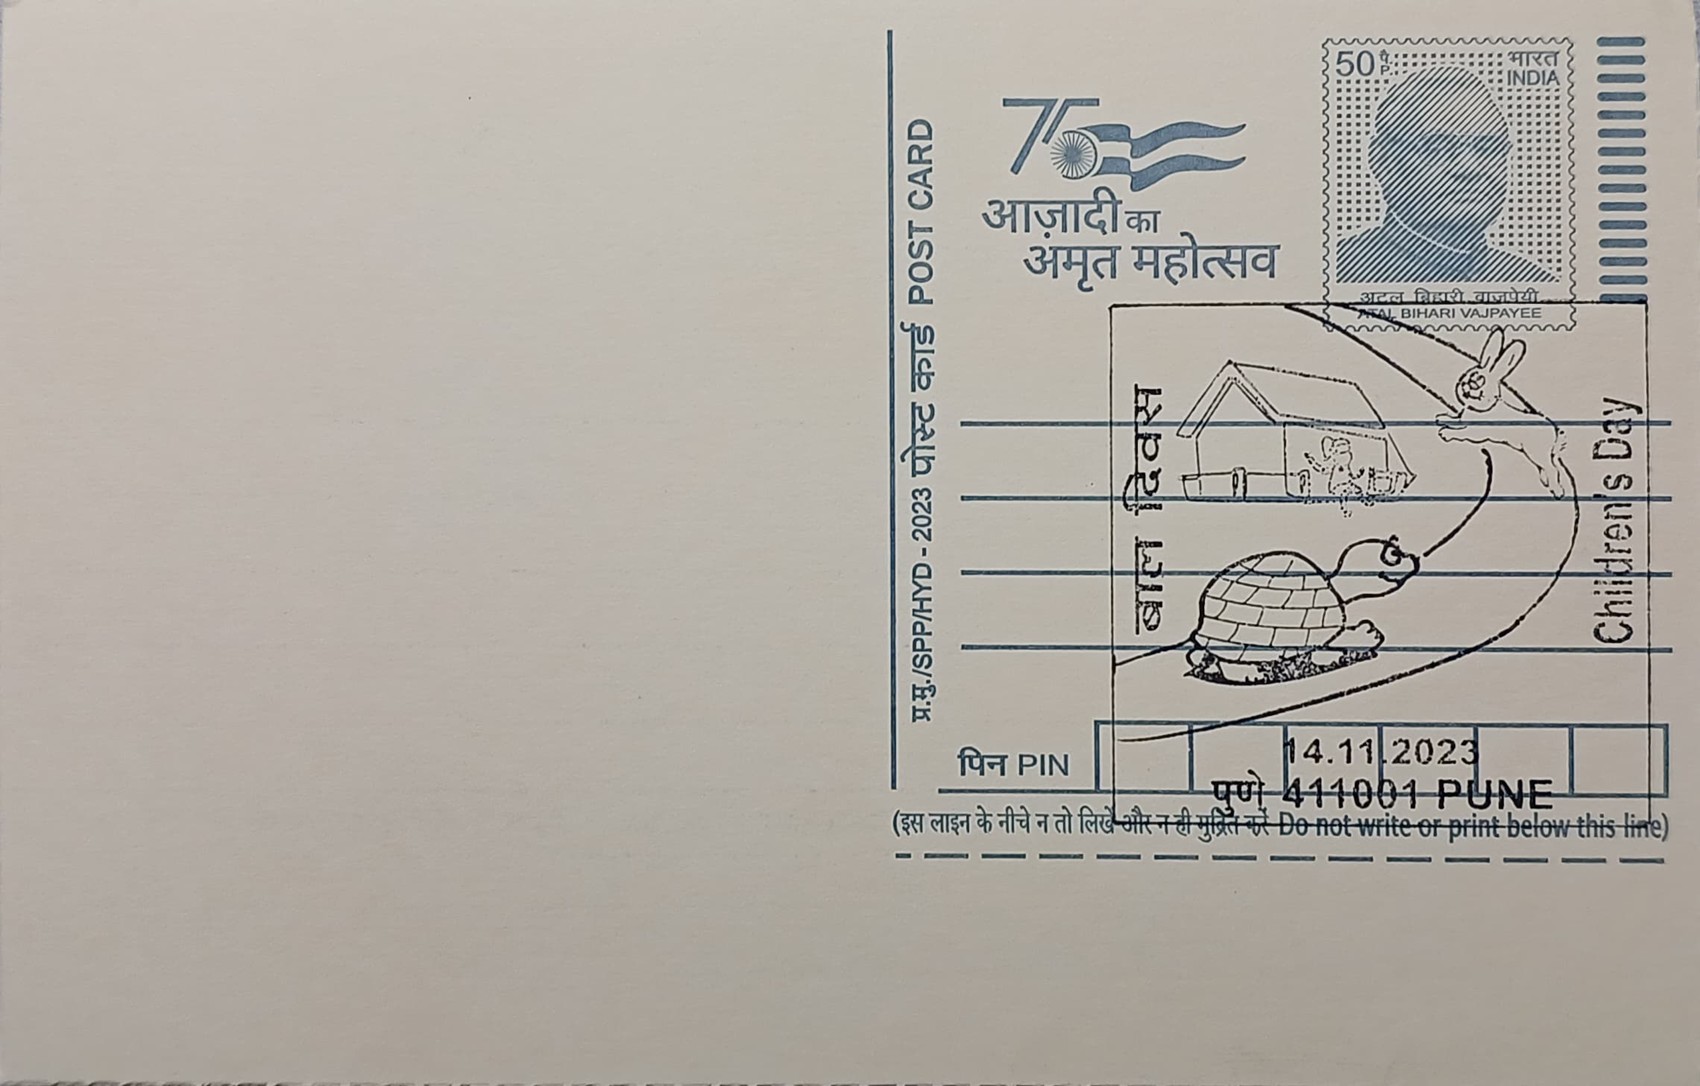 प्र.मु./SPP/HYD - 2023 पोस्ट कार्ड POST CARD
75
आज़ादी का
अमृत महोत्सव
50 पै. P.
भारत
INDIA
अटल बिहारी वाजपेयी
ATAL BIHARI VAJPAYEE
बाल दिवस
Children's Day
पिन PIN
14.11.2023
पुणे 411001 PUNE
(इस लाइन के नीचे न तो लिखें और न ही मुद्रित करें Do not write or print below this line)